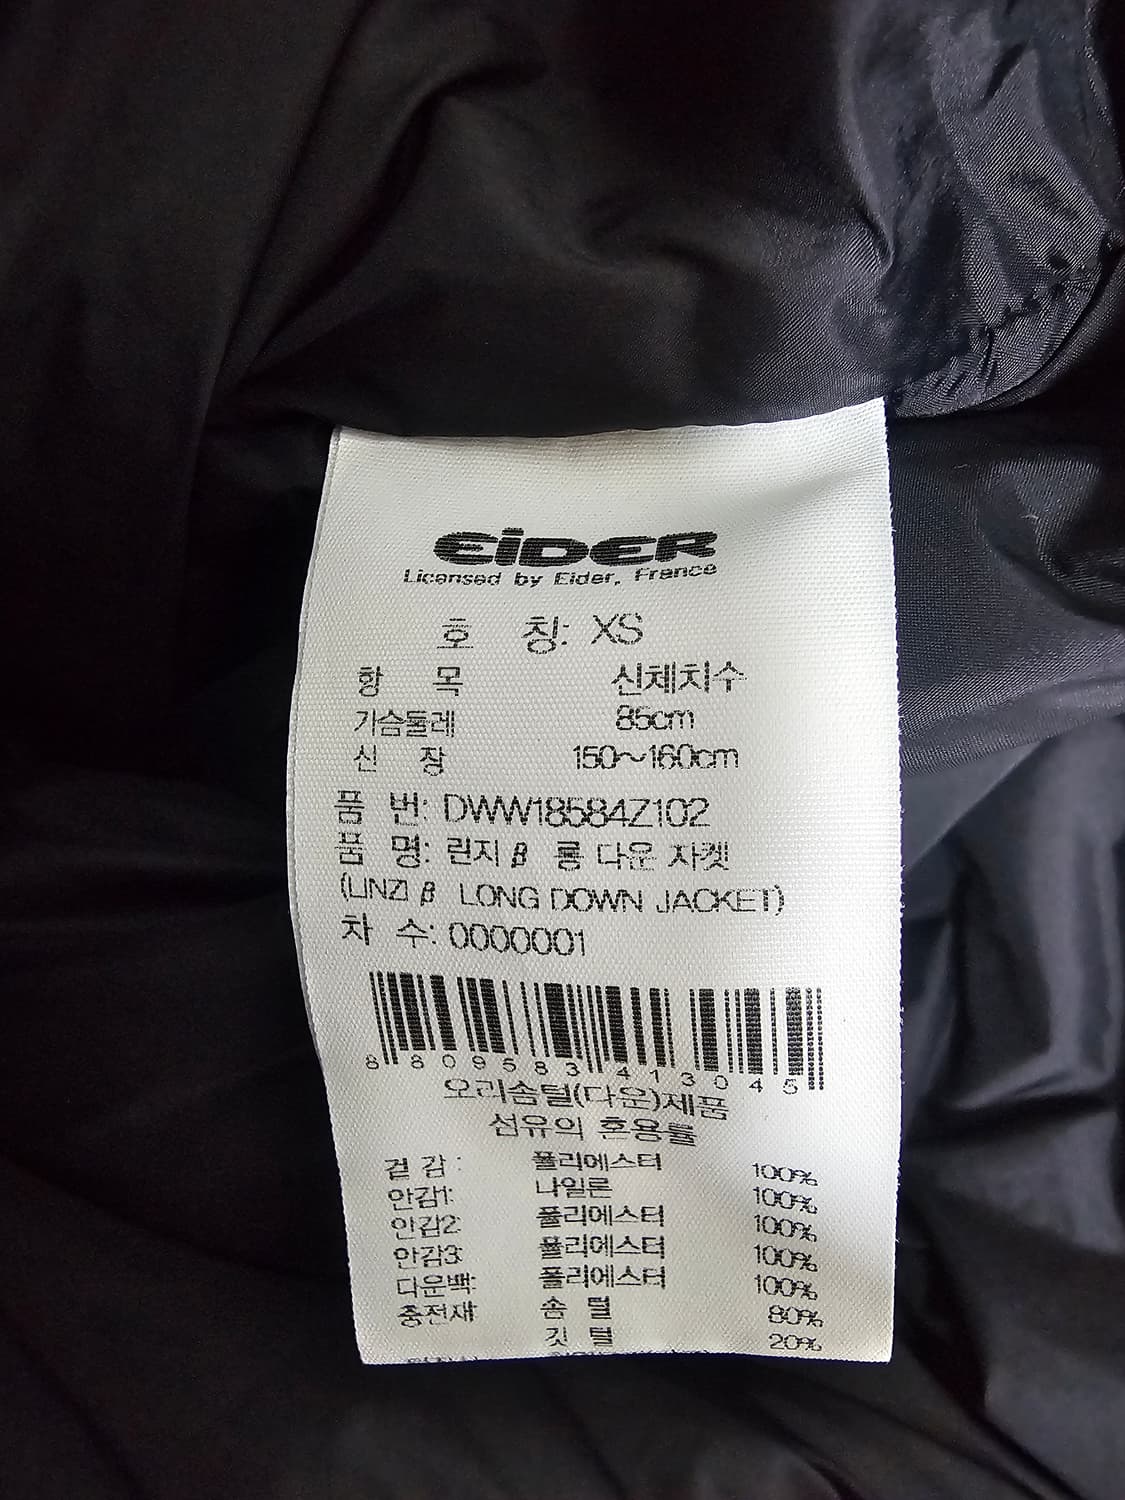 EiDER
Licensed by Eider, France
호 칭: XS
항 목 신체치수
가슴둘레 85cm
신 장 150~160cm
품 번: DWW18584Z102
품 명: 린지 β 롱 다운 자켓
(LINZI β LONG DOWN JACKET)
차 수: 0000001
8 809583 413045
오리솜털(다운)제품
섬유의 혼용률
겉 감: 폴리에스터 100%
안감1: 나일론 100%
안감2: 폴리에스터 100%
안감3: 폴리에스터 100%
다운백: 폴리에스터 100%
충전재 솜 털 80%
깃 털 20%